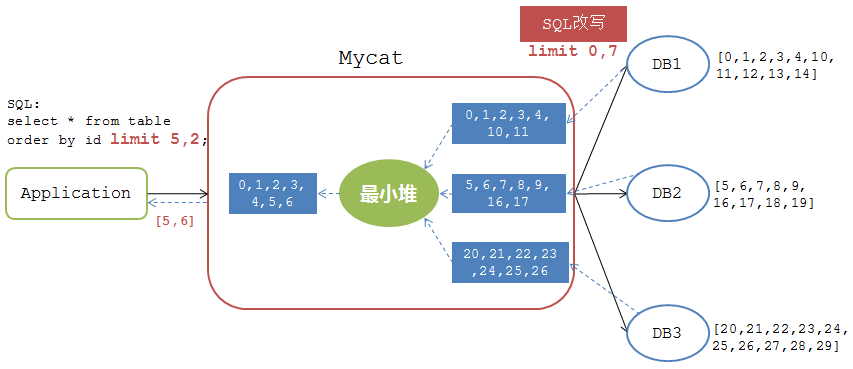 SQL改写
limit 0,7
Mycat
DB1
[0,1,2,3,4,10,
11,12,13,14]
SQL:
select * from table
order by id limit 5,2;
0,1,2,3,4,
10,11
Application
0,1,2,3,
4,5,6
最小堆
5,6,7,8,9,
16,17
DB2
[5,6,7,8,9,
16,17,18,19]
[5,6]
20,21,22,23
,24,25,26
DB3
[20,21,22,23,24,
25,26,27,28,29]